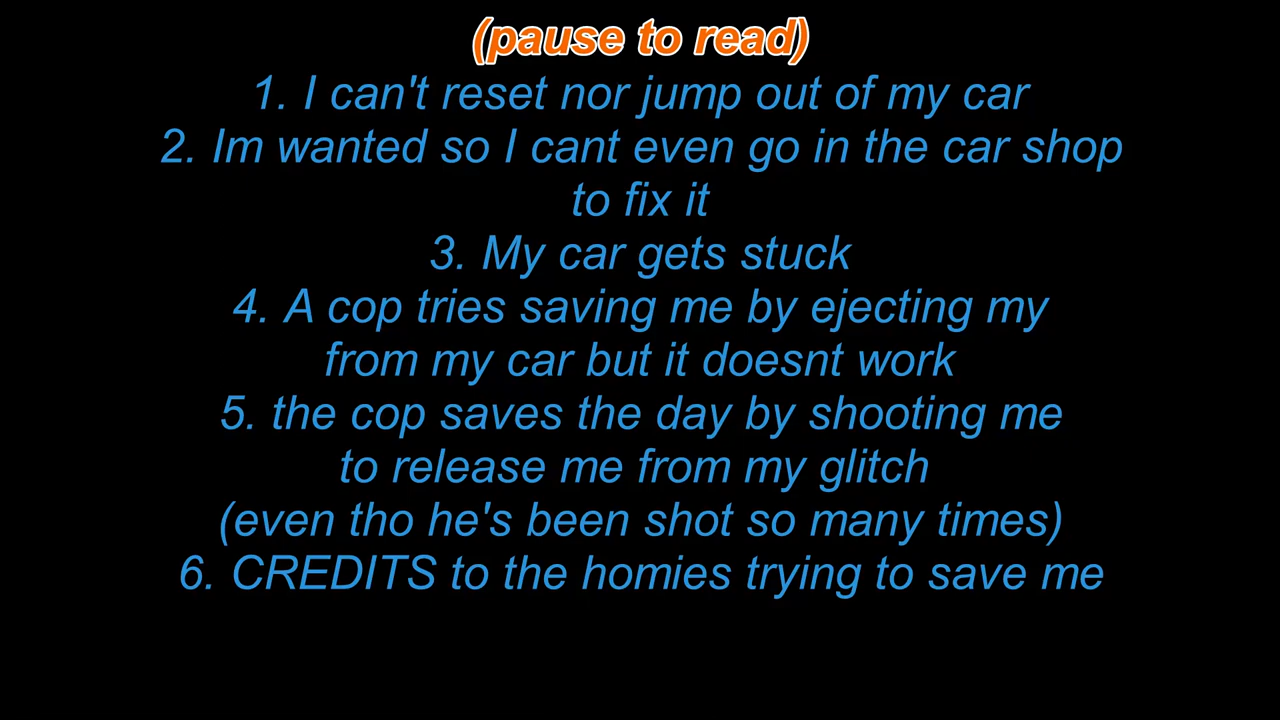 (pause to read)
1. I can't reset nor jump out of my car
2. Im wanted so I cant even go in the car shop
to fix it
3. My car gets stuck
4. A cop tries saving me by ejecting my
from my car but it doesnt work
5. the cop saves the day by shooting me
to release me from my glitch
(even tho he's been shot so many times)
6. CREDITS to the homies trying to save me